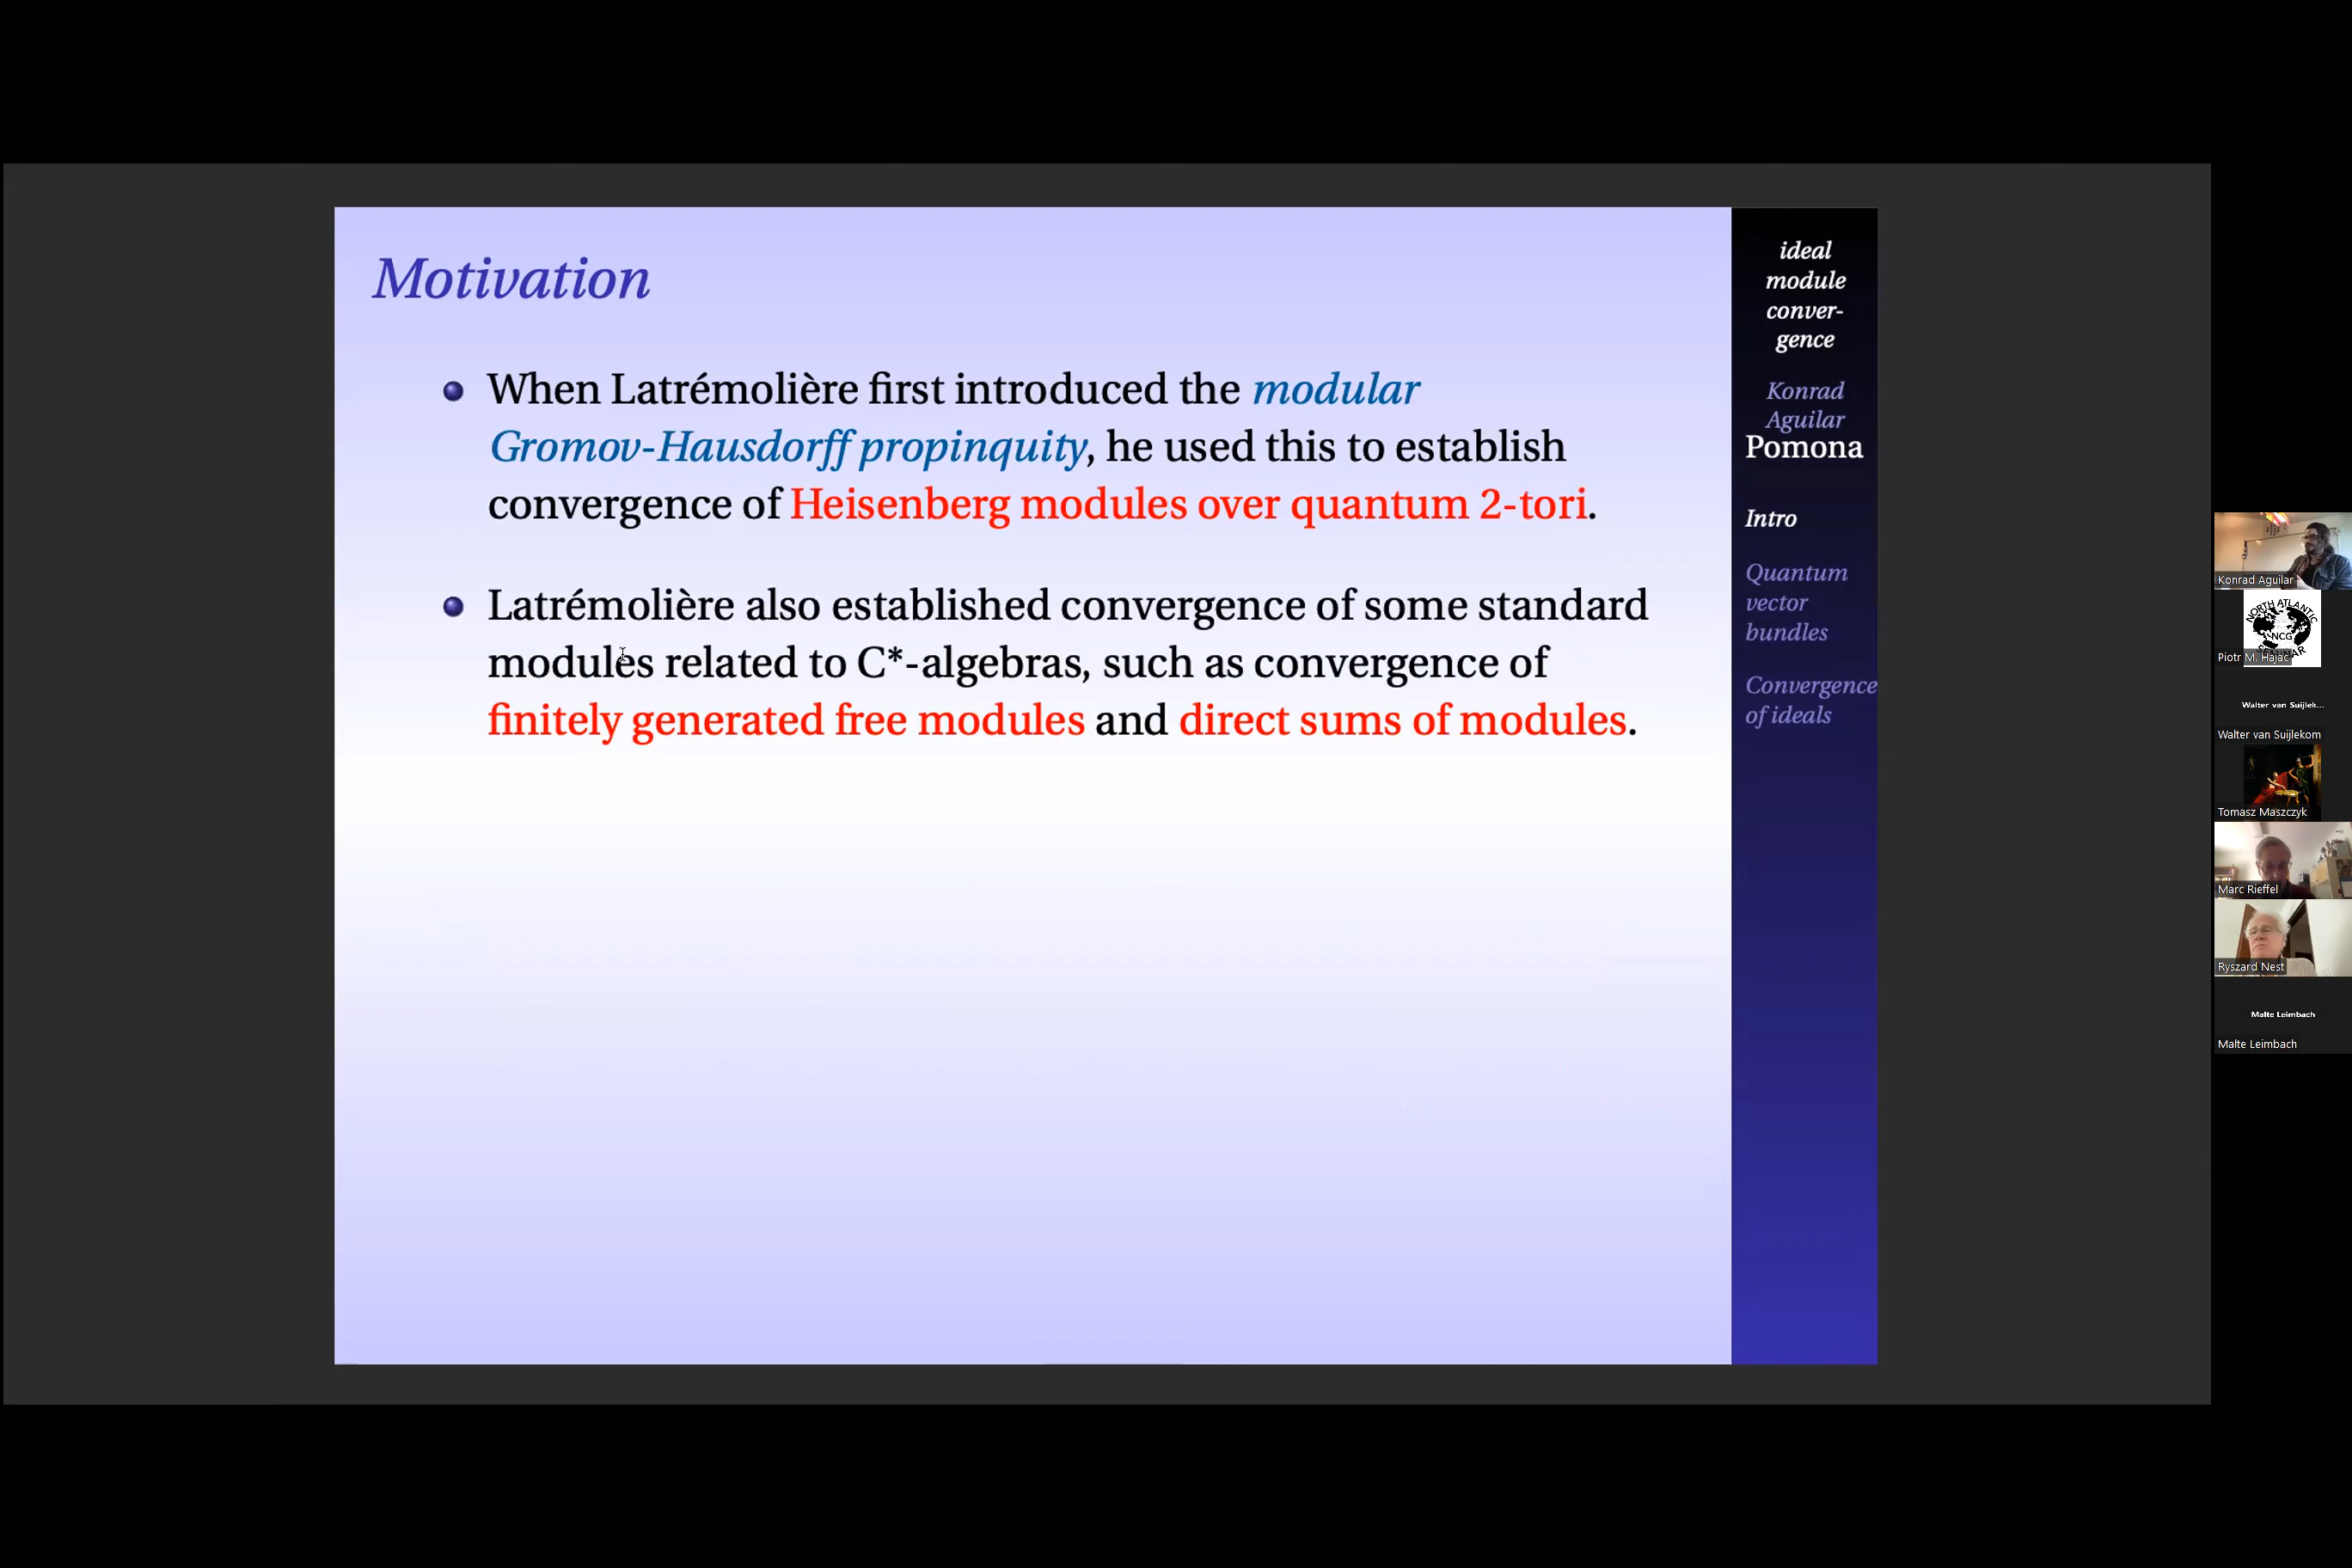 Motivation
When Latrémolière first introduced the modular
Gromov-Hausdorff propinquity, he used this to establish
convergence of Heisenberg modules over quantum 2-tori.
Latrémolière also established convergence of some standard
modules related to C*-algebras, such as convergence of
finitely generated free modules and direct sums of modules.
ideal
module
conver-
gence
Konrad
Aguilar
Pomona
Intro
Quantum
vector
bundles
Convergence
of ideals
Konrad Aguilar
NORTH ATLANTIC
NCG
Piotr M. Hajac
Walter van Suijlek...
Walter van Suijlekom
Tomasz Maszczyk
Marc Rieffel
Ryszard Nest
Malte Leimbach
Malte Leimbach